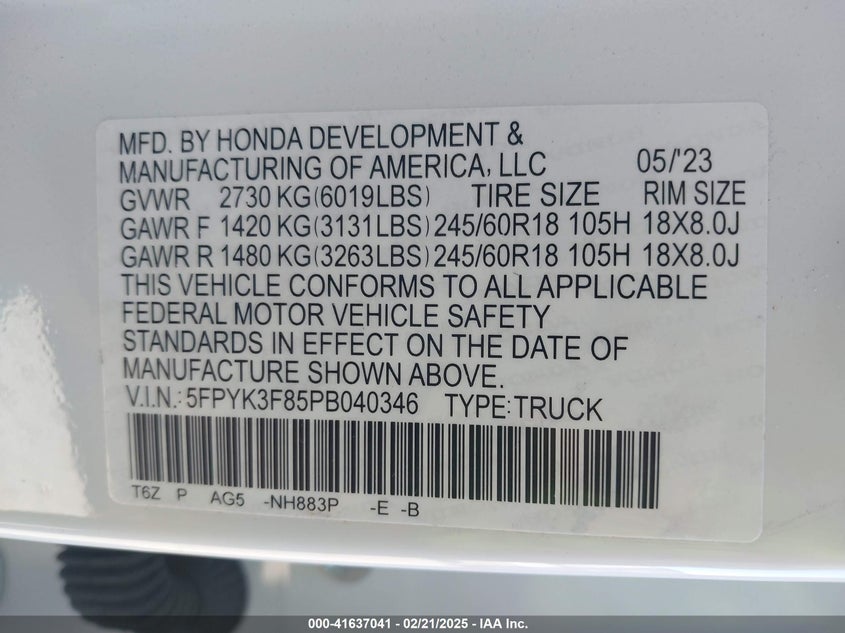 MFD. BY HONDA DEVELOPMENT &
MANUFACTURING OF AMERICA, LLC 05/'23
GVWR 2730 KG(6019LBS) TIRE SIZE RIM SIZE
GAWR F 1420 KG(3131LBS) 245/60R18 105H 18X8.0J
GAWR R 1480 KG(3263LBS) 245/60R18 105H 18X8.0J
THIS VEHICLE CONFORMS TO ALL APPLICABLE
FEDERAL MOTOR VEHICLE SAFETY
STANDARDS IN EFFECT ON THE DATE OF
MANUFACTURE SHOWN ABOVE.
V.I.N.: 5FPYK3F85PB040346 TYPE:TRUCK
T6Z P AG5 -NH883P -E -B
000-41637041 - 02/21/2025 - IAA Inc.